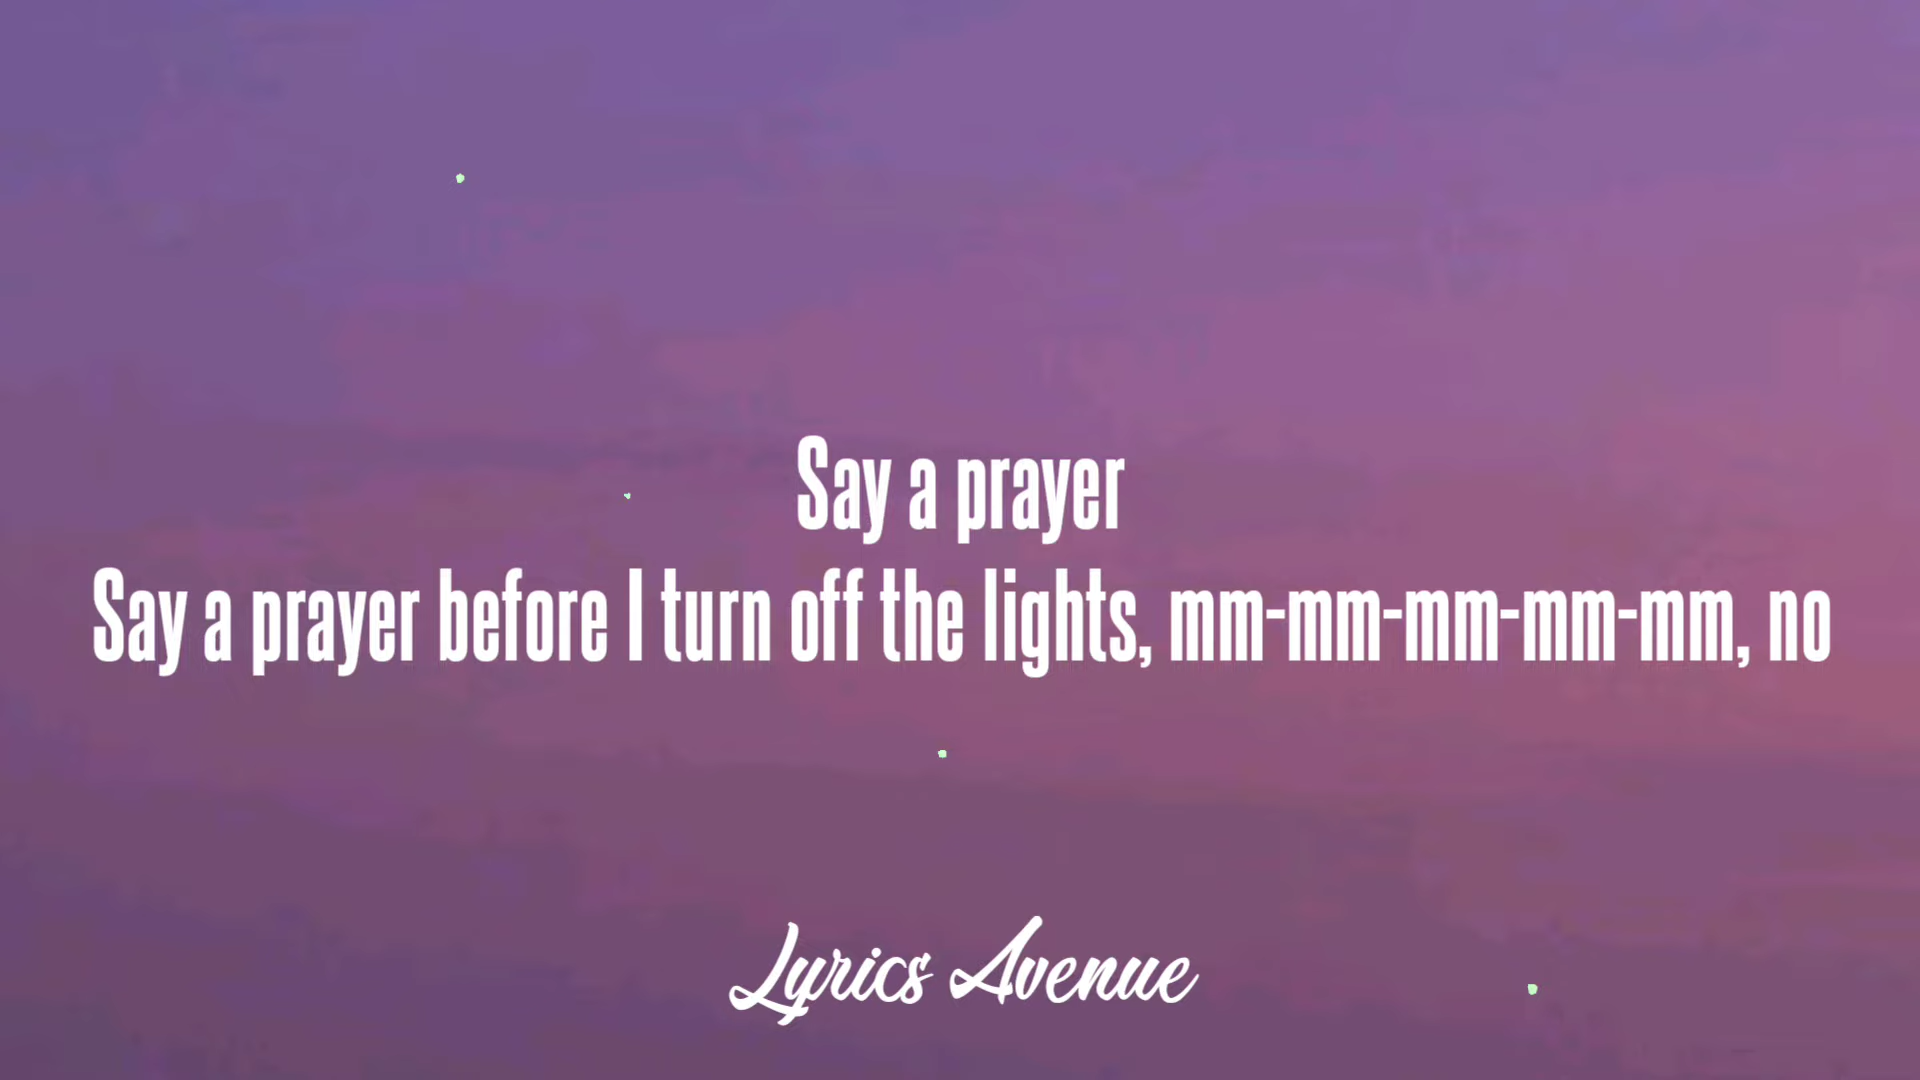 Say a prayer
Say a prayer before I turn off the lights, mm-mm-mm-mm-mm, no
Lyrics Avenue